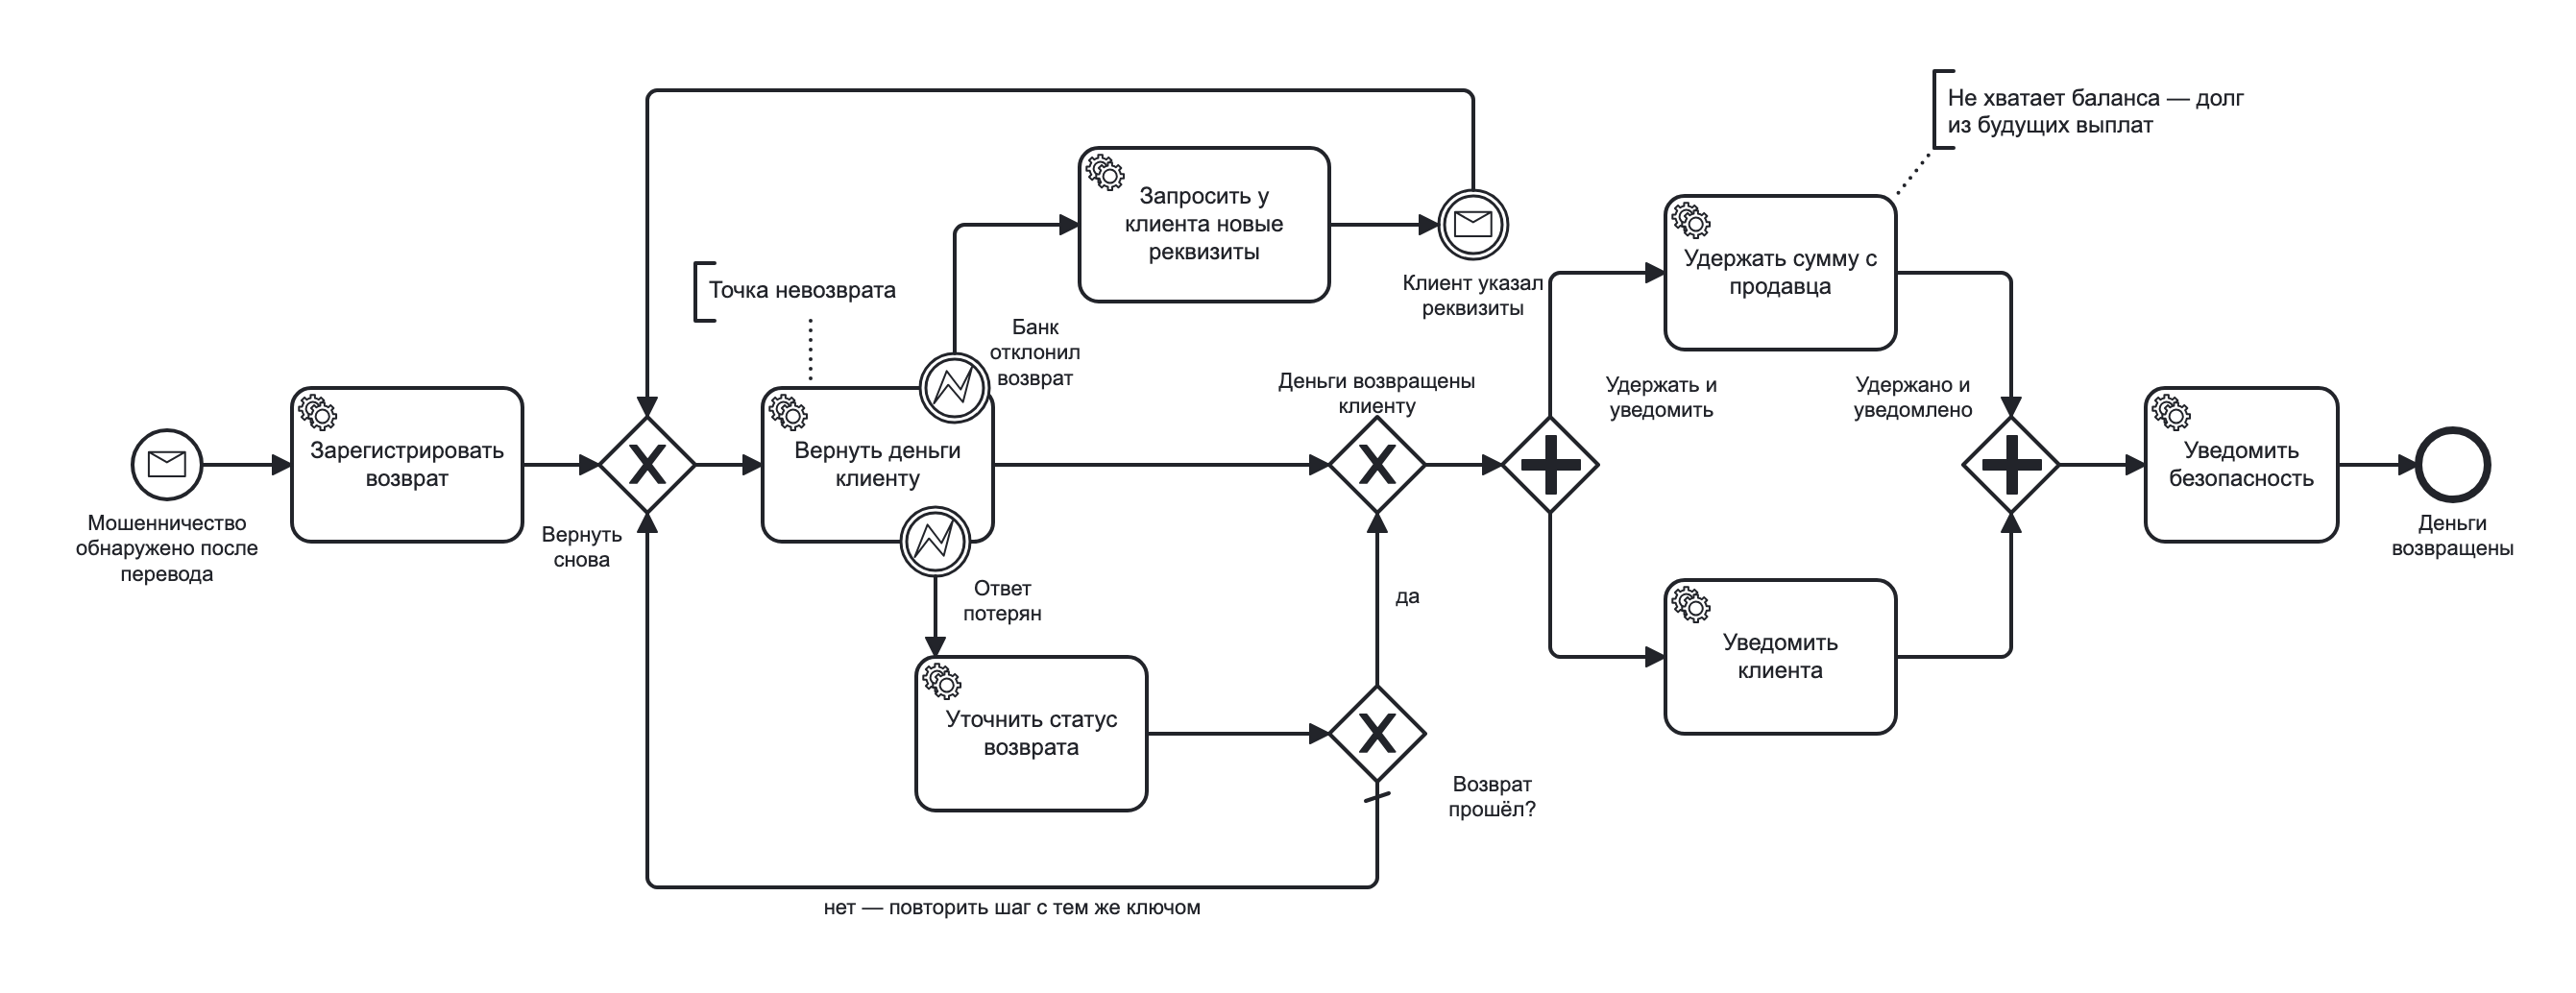 Не хватает баланса — долг
из будущих выплат
Запросить у
клиента новые
реквизиты
Клиент указал
реквизиты
Точка невозврата
Банк
отклонил
возврат
Удержать сумму с
продавца
Деньги возвращены
клиенту
Удержать и
уведомить
Удержано и
уведомлено
Мошенничество
обнаружено после
перевода
Зарегистрировать
возврат
Вернуть
снова
Вернуть деньги
клиенту
Уведомить
безопасность
Деньги
возвращены
Ответ
потерян
да
Уточнить статус
возврата
Уведомить
клиента
Возврат
прошёл?
нет — повторить шаг с тем же ключом